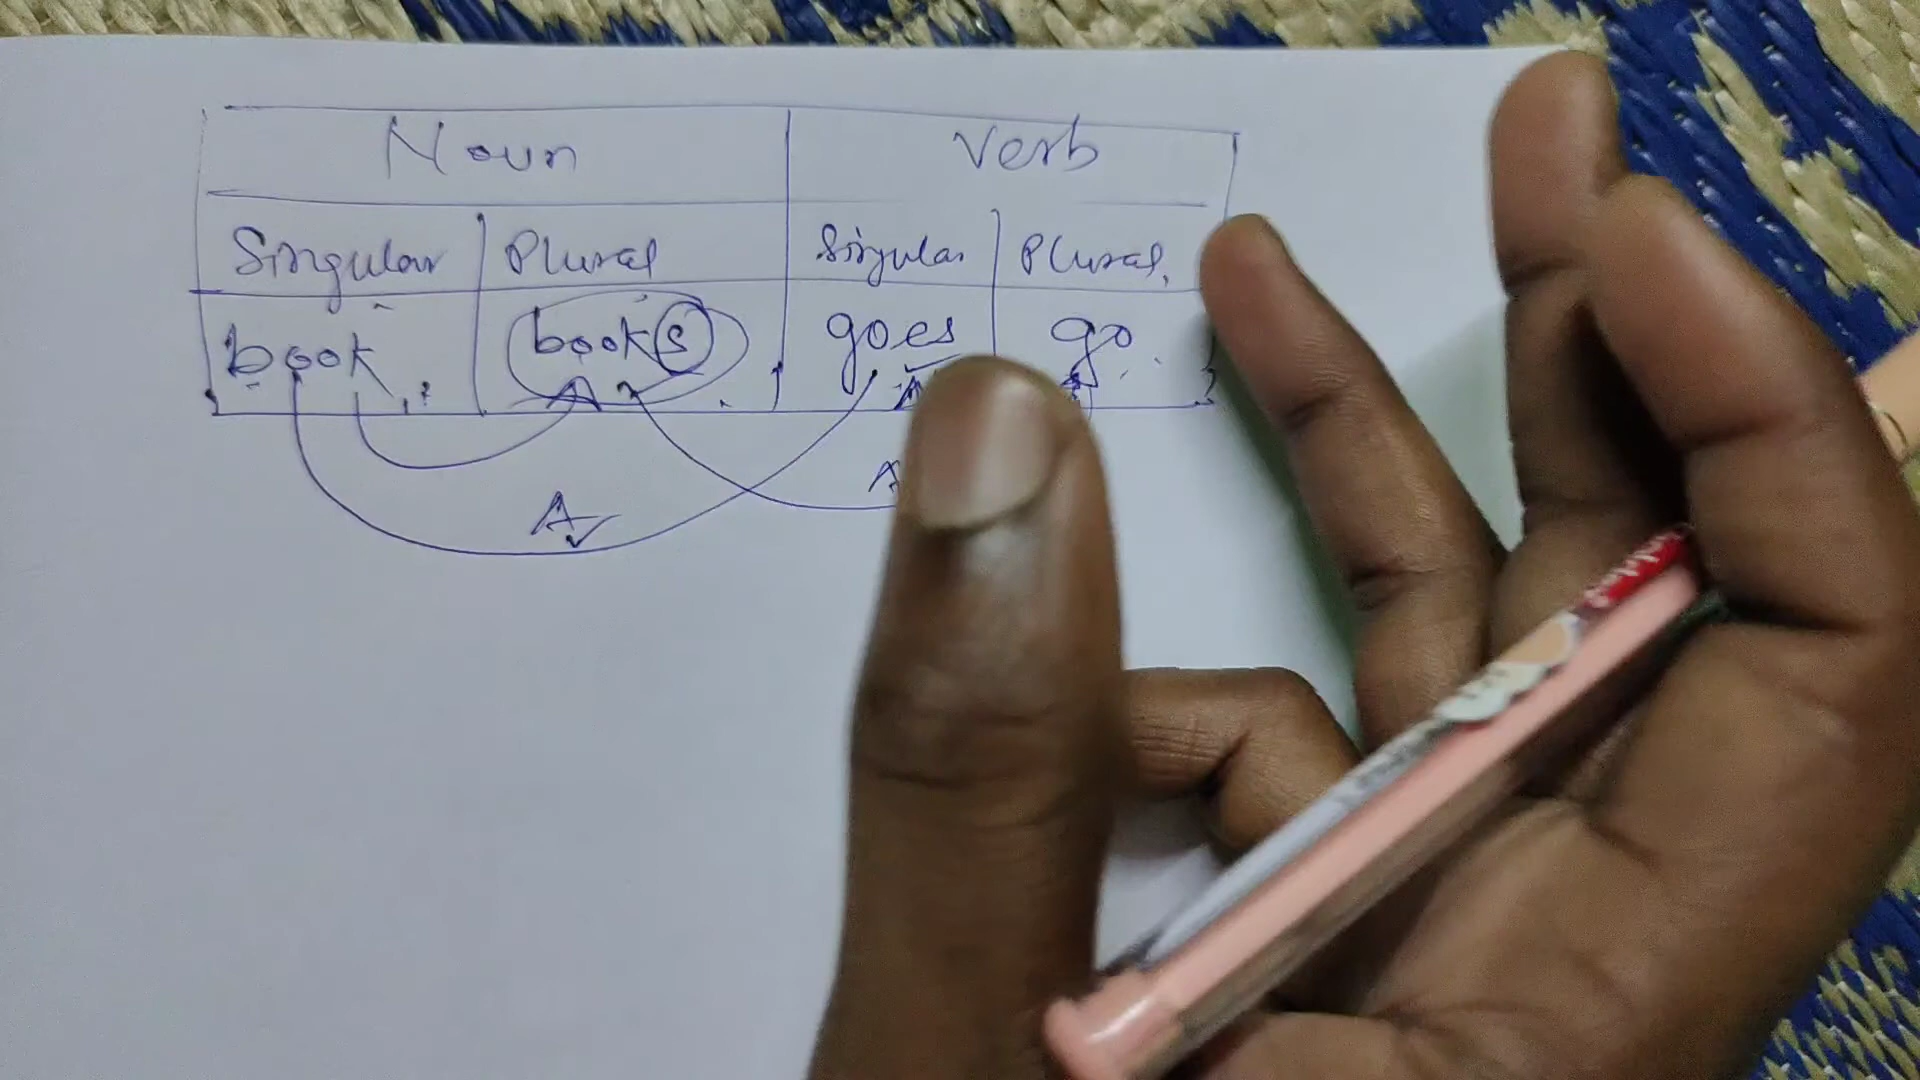 Noun Verb
Singular Plural Singular Plural,
book books goes go
A A A
A A